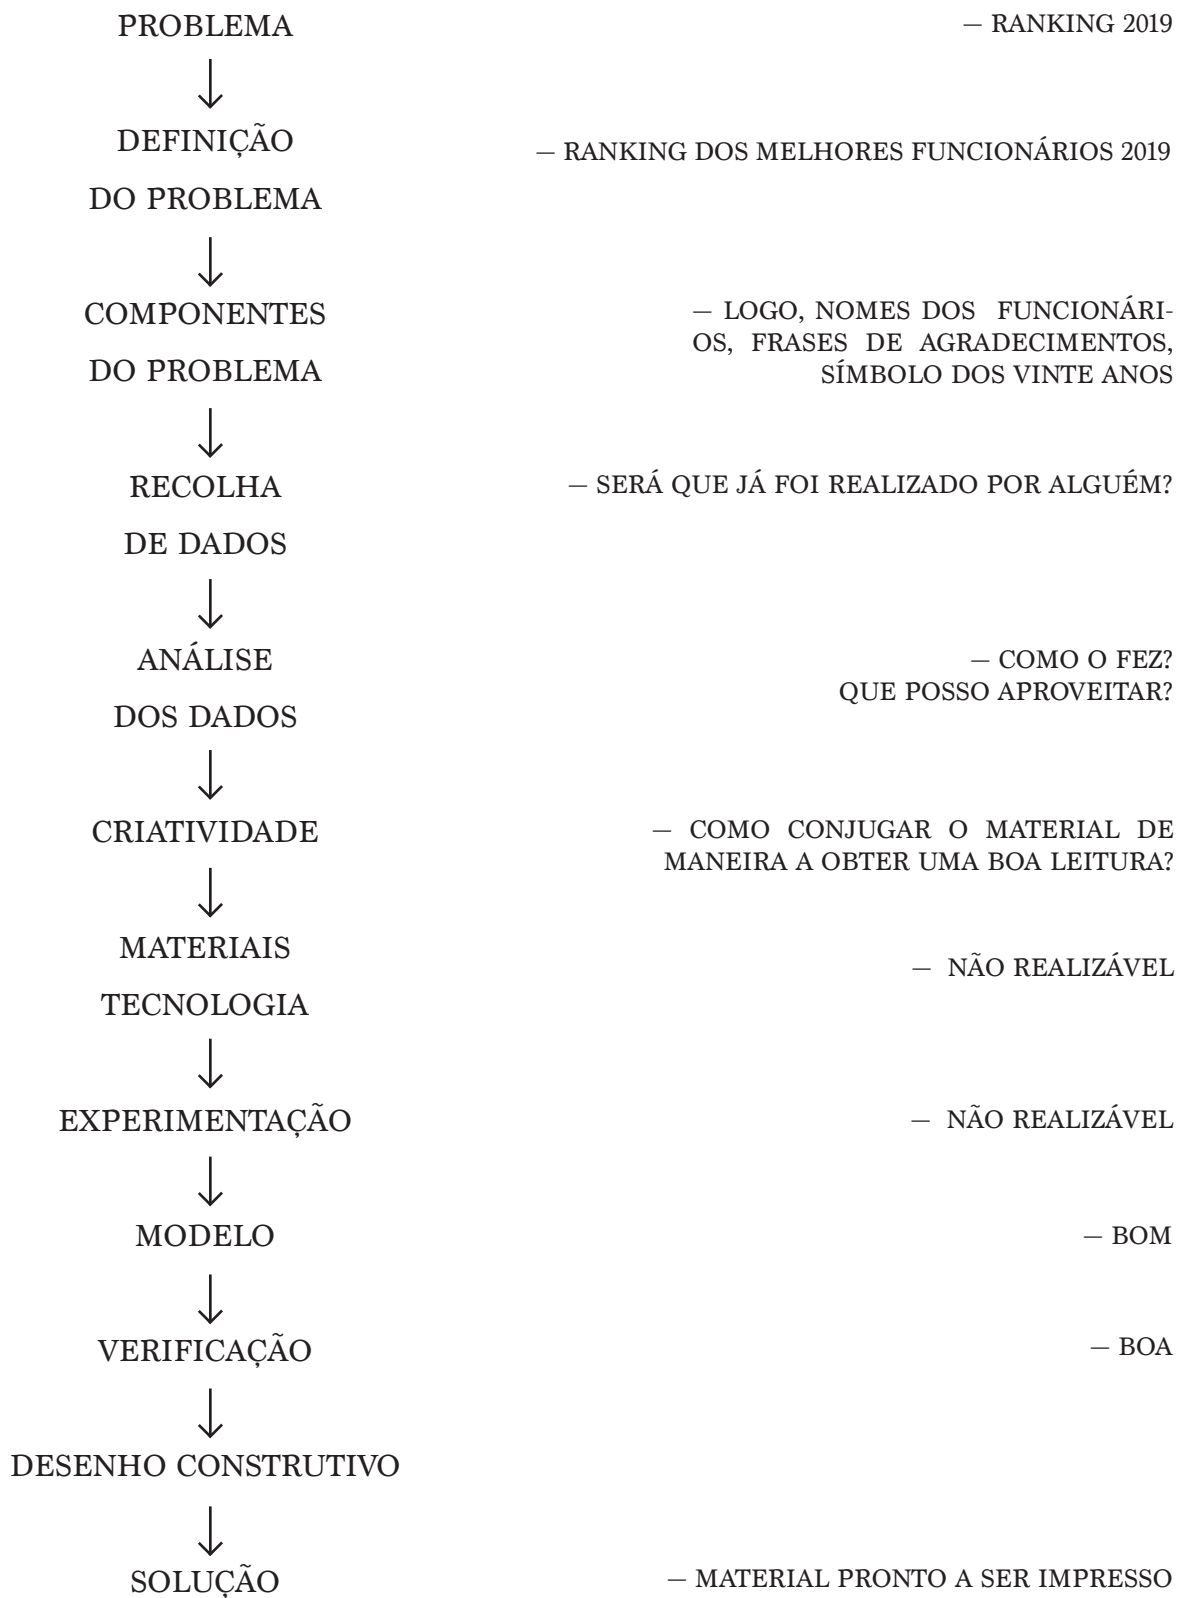 PROBLEMA
— RANKING 2019
DEFINIÇÃO
DO PROBLEMA
— RANKING DOS MELHORES FUNCIONÁRIOS 2019
COMPONENTES
DO PROBLEMA
— LOGO, NOMES DOS FUNCIONÁRI-
OS, FRASES DE AGRADECIMENTOS,
SÍMBOLO DOS VINTE ANOS
RECOLHA
DE DADOS
— SERÁ QUE JÁ FOI REALIZADO POR ALGUÉM?
ANÁLISE
DOS DADOS
— COMO O FEZ?
QUE POSSO APROVEITAR?
CRIATIVIDADE
— COMO CONJUGAR O MATERIAL DE
MANEIRA A OBTER UMA BOA LEITURA?
MATERIAIS
TECNOLOGIA
— NÃO REALIZÁVEL
EXPERIMENTAÇÃO
— NÃO REALIZÁVEL
MODELO
— BOM
VERIFICAÇÃO
— BOA
DESENHO CONSTRUTIVO
SOLUÇÃO
— MATERIAL PRONTO A SER IMPRESSO